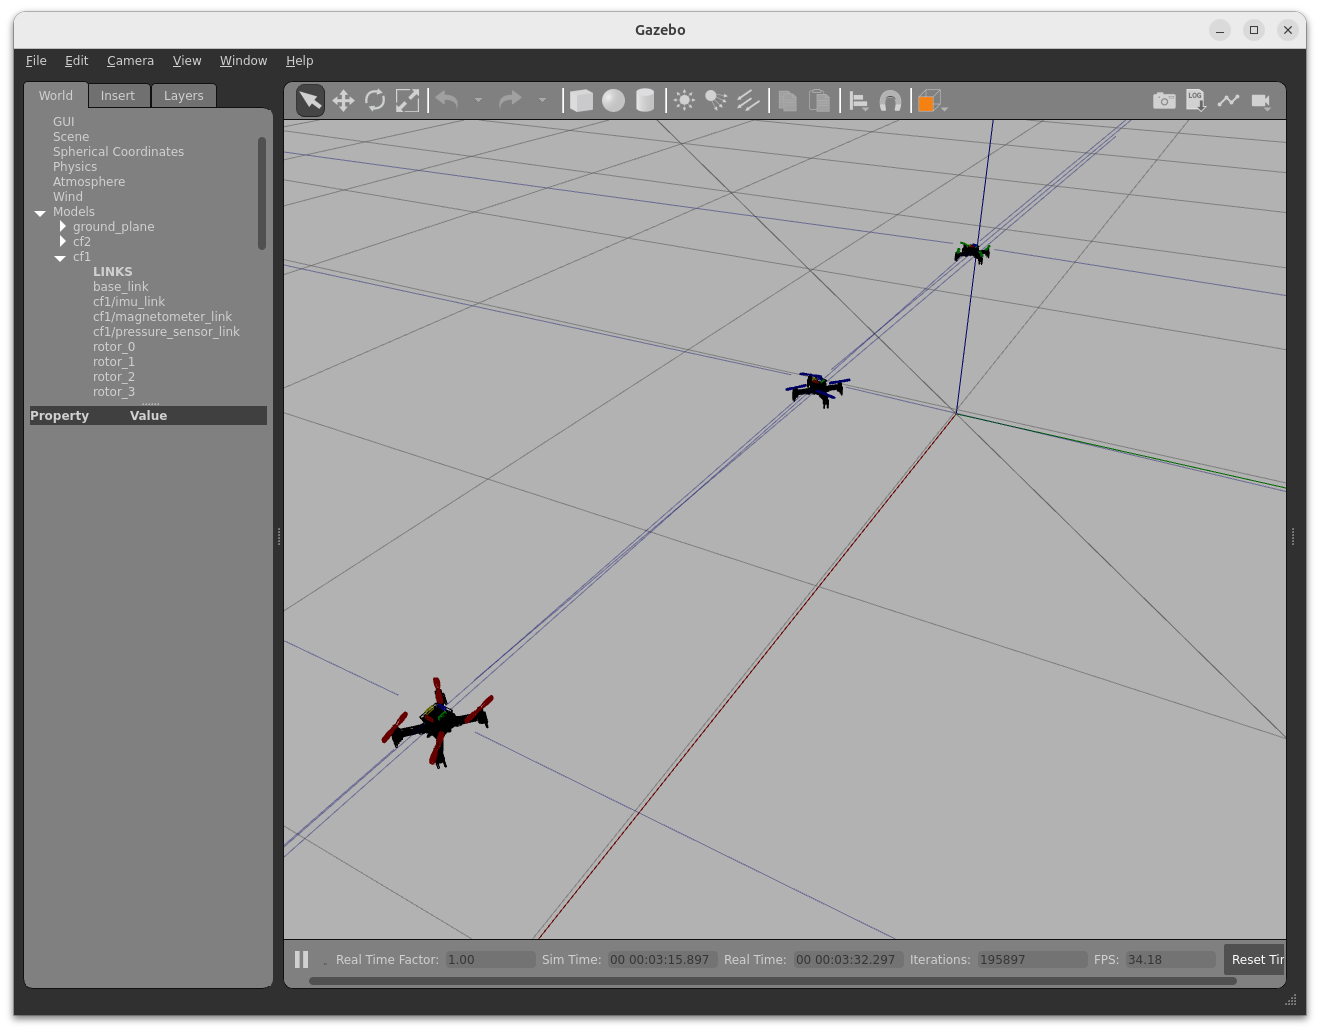 Gazebo
File Edit Camera View Window Help
World Insert Layers
LOG
GUI
Scene
Spherical Coordinates
Physics
Atmosphere
Wind
Models
ground_plane
cf2
cf1
LINKS
base_link
cf1/imu_link
cf1/magnetometer_link
cf1/pressure_sensor_link
rotor_0
rotor_1
rotor_2
rotor_3
Property Value
Real Time Factor: 1.00 Sim Time: 00 00:03:15.897 Real Time: 00 00:03:32.297 Iterations: 195897 FPS: 34.18 Reset Tir